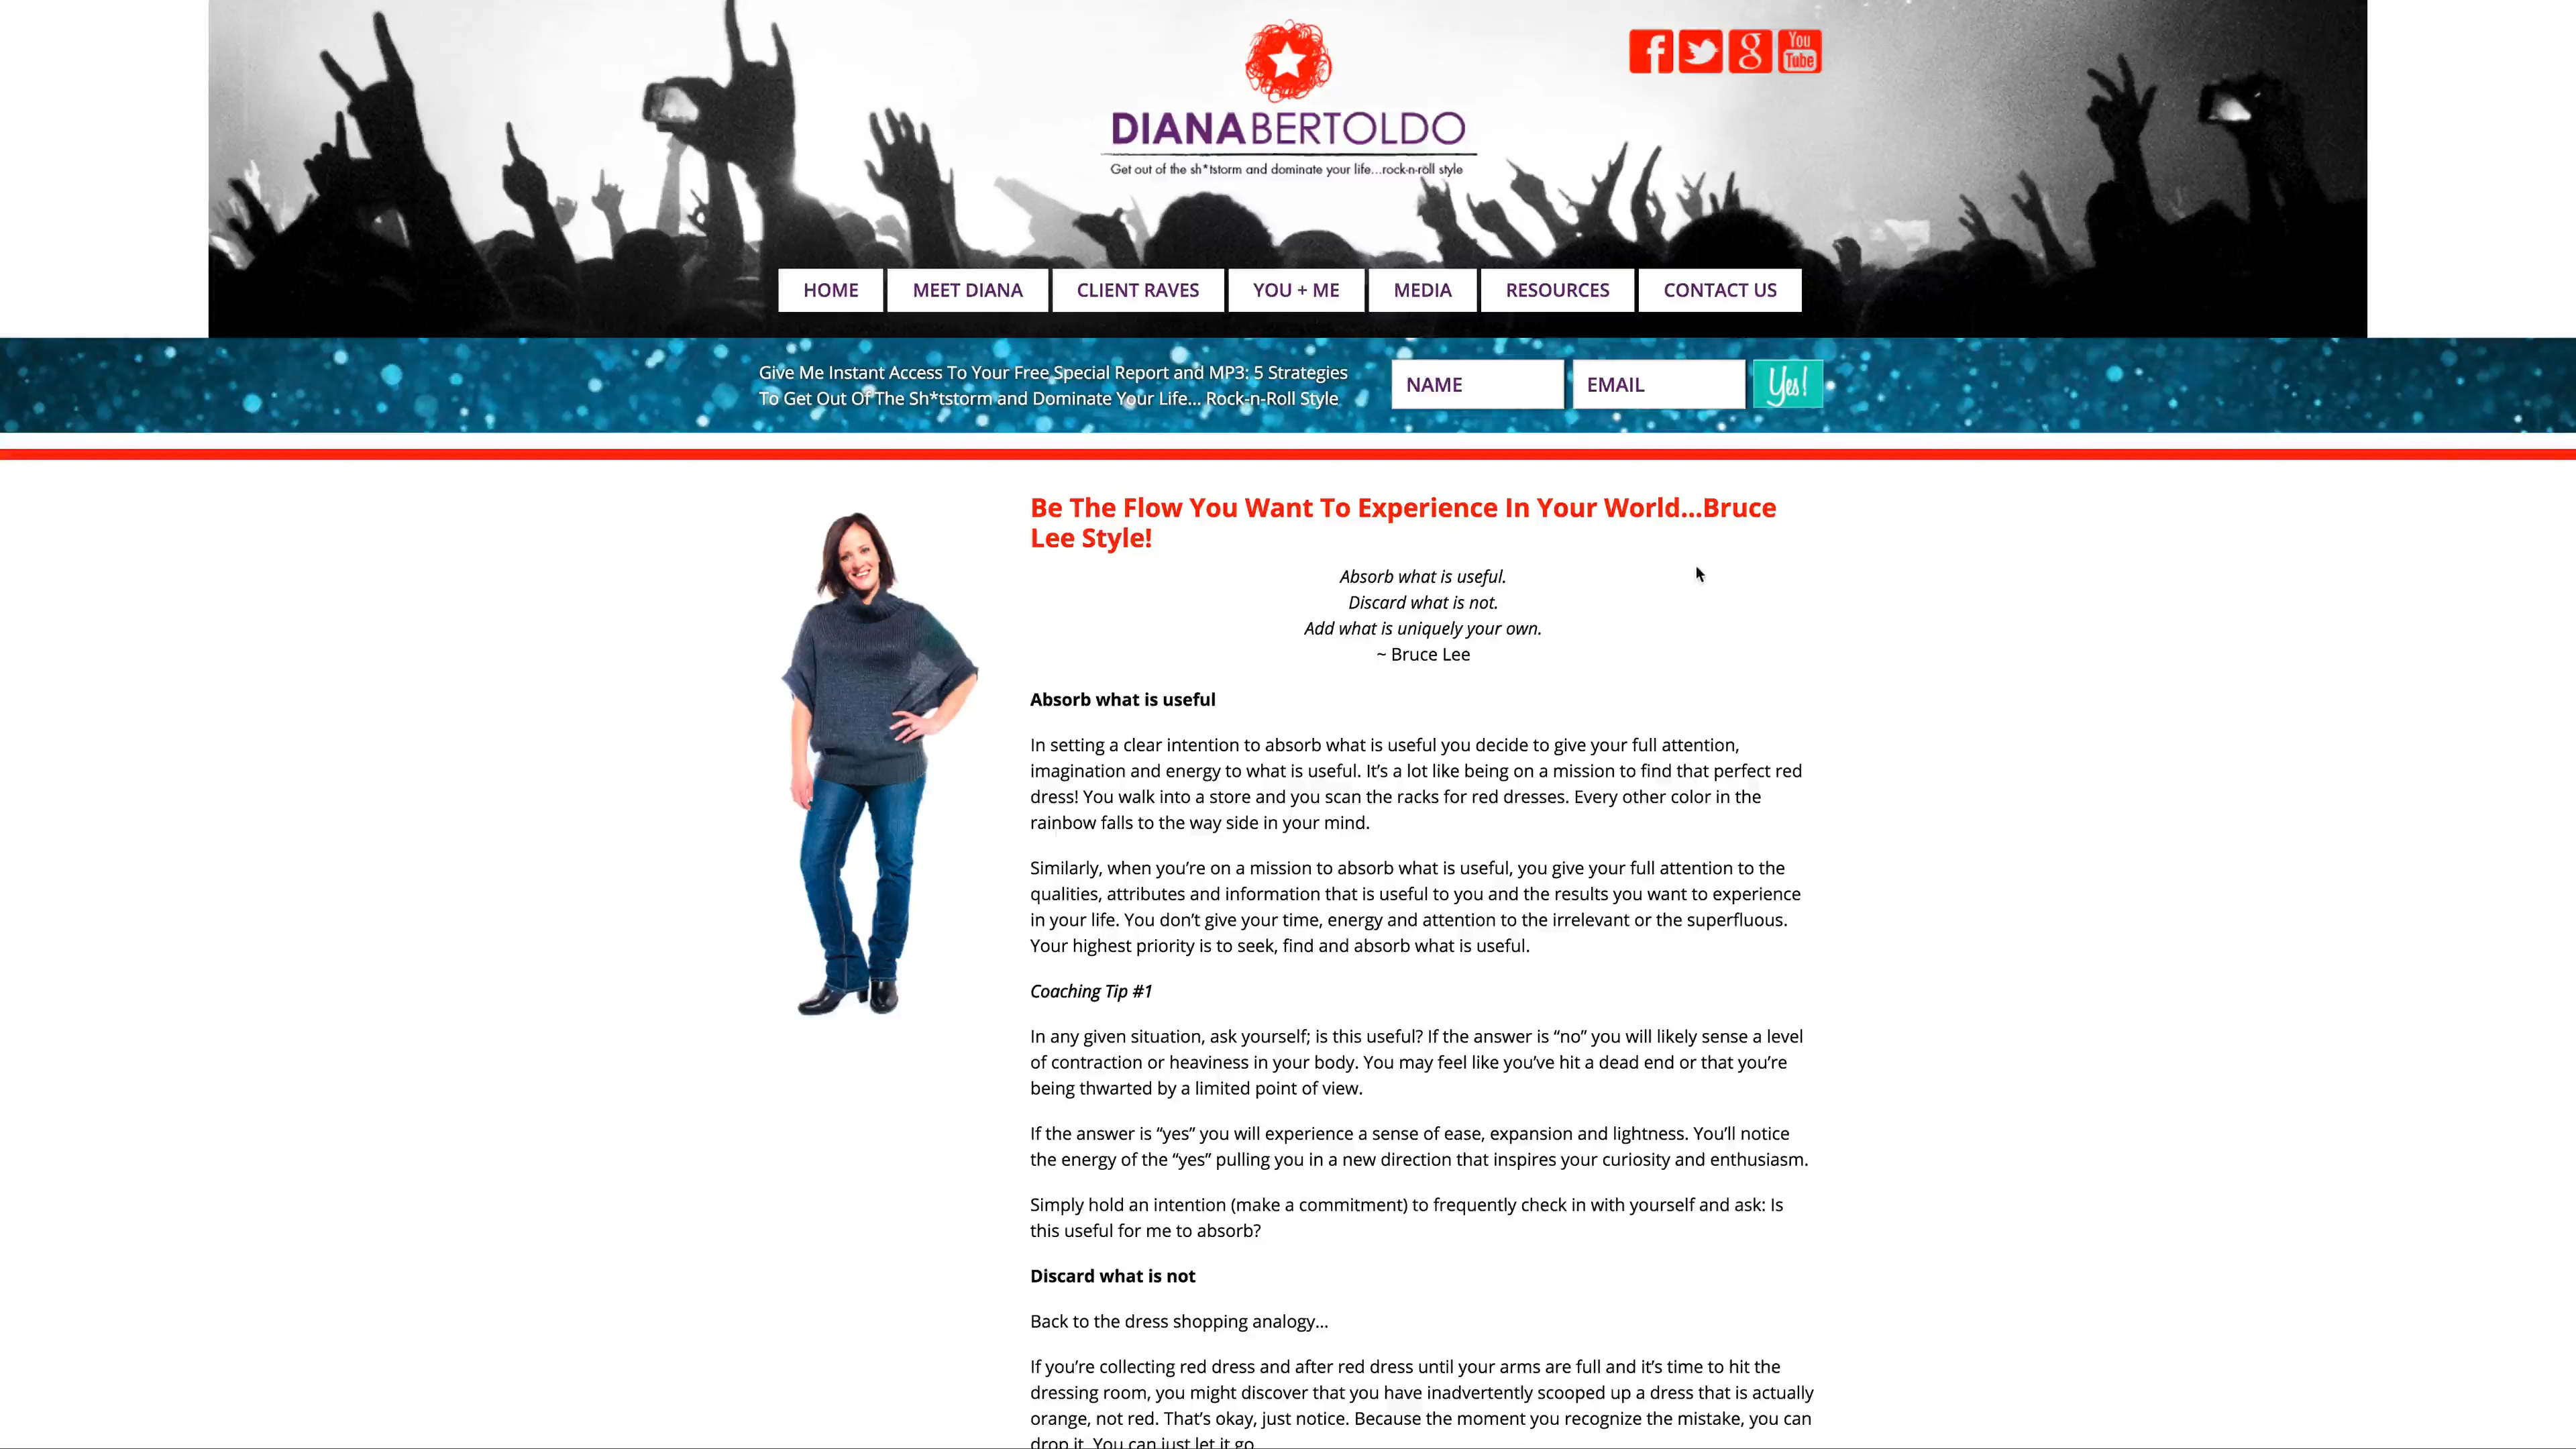 DIANABERTOLDO
Get out of the sh*tstorm and dominate your life...rock-n-roll style
f
g
You
Tube
HOME
MEET DIANA
CLIENT RAVES
YOU + ME
MEDIA
RESOURCES
CONTACT US
Give Me Instant Access To Your Free Special Report and MP3: 5 Strategies
To Get Out Of The Sh*tstorm and Dominate Your Life... Rock-n-Roll Style
NAME
EMAIL
Yes!
Be The Flow You Want To Experience In Your World...Bruce
Lee Style!
Absorb what is useful.
Discard what is not.
Add what is uniquely your own.
~ Bruce Lee
Absorb what is useful
In setting a clear intention to absorb what is useful you decide to give your full attention,
imagination and energy to what is useful. It’s a lot like being on a mission to find that perfect red
dress! You walk into a store and you scan the racks for red dresses. Every other color in the
rainbow falls to the way side in your mind.
Similarly, when you’re on a mission to absorb what is useful, you give your full attention to the
qualities, attributes and information that is useful to you and the results you want to experience
in your life. You don’t give your time, energy and attention to the irrelevant or the superfluous.
Your highest priority is to seek, find and absorb what is useful.
Coaching Tip #1
In any given situation, ask yourself; is this useful? If the answer is “no” you will likely sense a level
of contraction or heaviness in your body. You may feel like you’ve hit a dead end or that you’re
being thwarted by a limited point of view.
If the answer is “yes” you will experience a sense of ease, expansion and lightness. You’ll notice
the energy of the “yes” pulling you in a new direction that inspires your curiosity and enthusiasm.
Simply hold an intention (make a commitment) to frequently check in with yourself and ask: Is
this useful for me to absorb?
Discard what is not
Back to the dress shopping analogy...
If you’re collecting red dress and after red dress until your arms are full and it’s time to hit the
dressing room, you might discover that you have inadvertently scooped up a dress that is actually
orange, not red. That’s okay, just notice. Because the moment you recognize the mistake, you can
drop it. You can just let it go